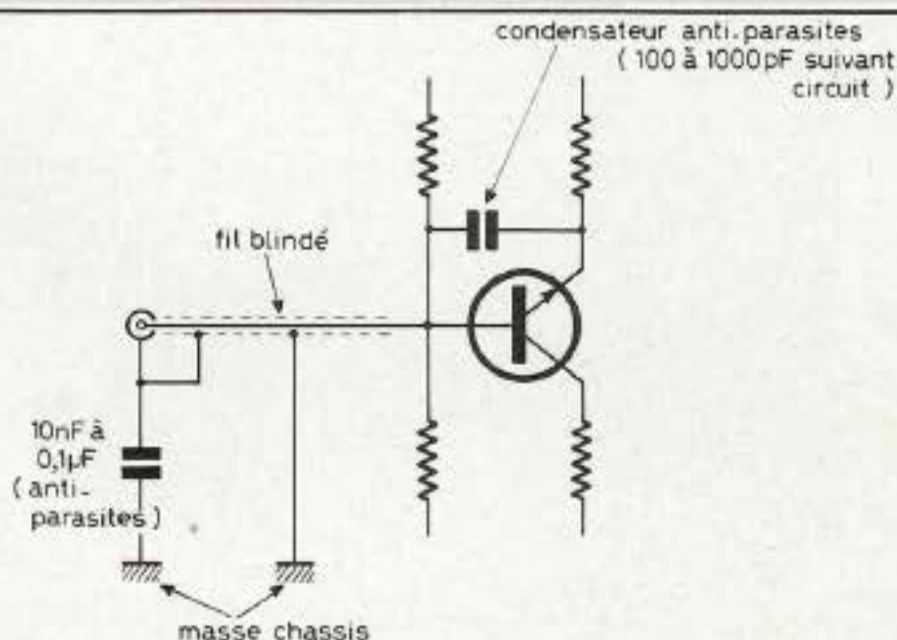 condensateur anti-parasites
( 100 à 1000pF suivant
circuit )
fil blindé
10nF à
0,1µF
( anti-
parasites )
masse chassis